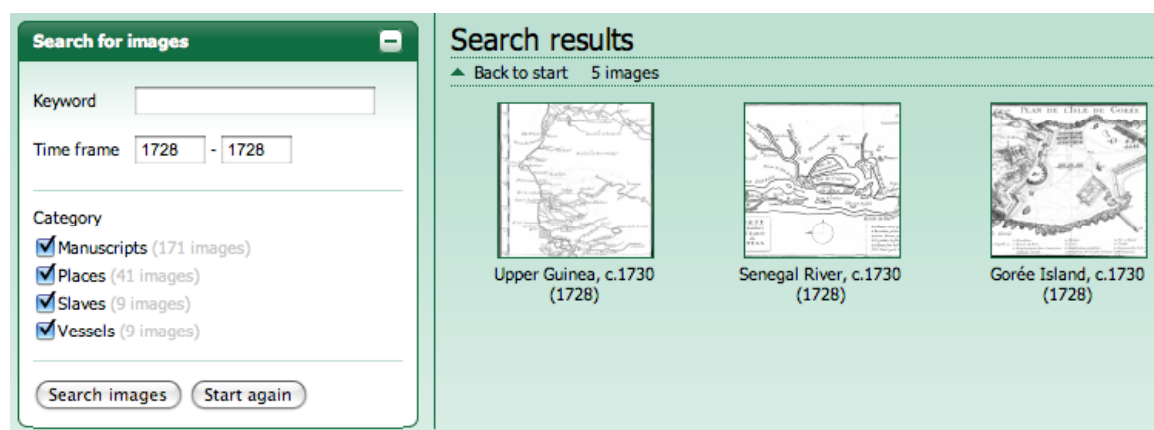 Search for images
Keyword
Time frame 1728 - 1728
Category
Manuscripts (171 images)
Places (41 images)
Slaves (9 images)
Vessels (9 images)
Search images Start again
Search results
Back to start 5 images
PLAN DE L'ISLE DE GORÉE
Upper Guinea, c.1730
(1728)
Senegal River, c.1730
(1728)
Gorée Island, c.1730
(1728)